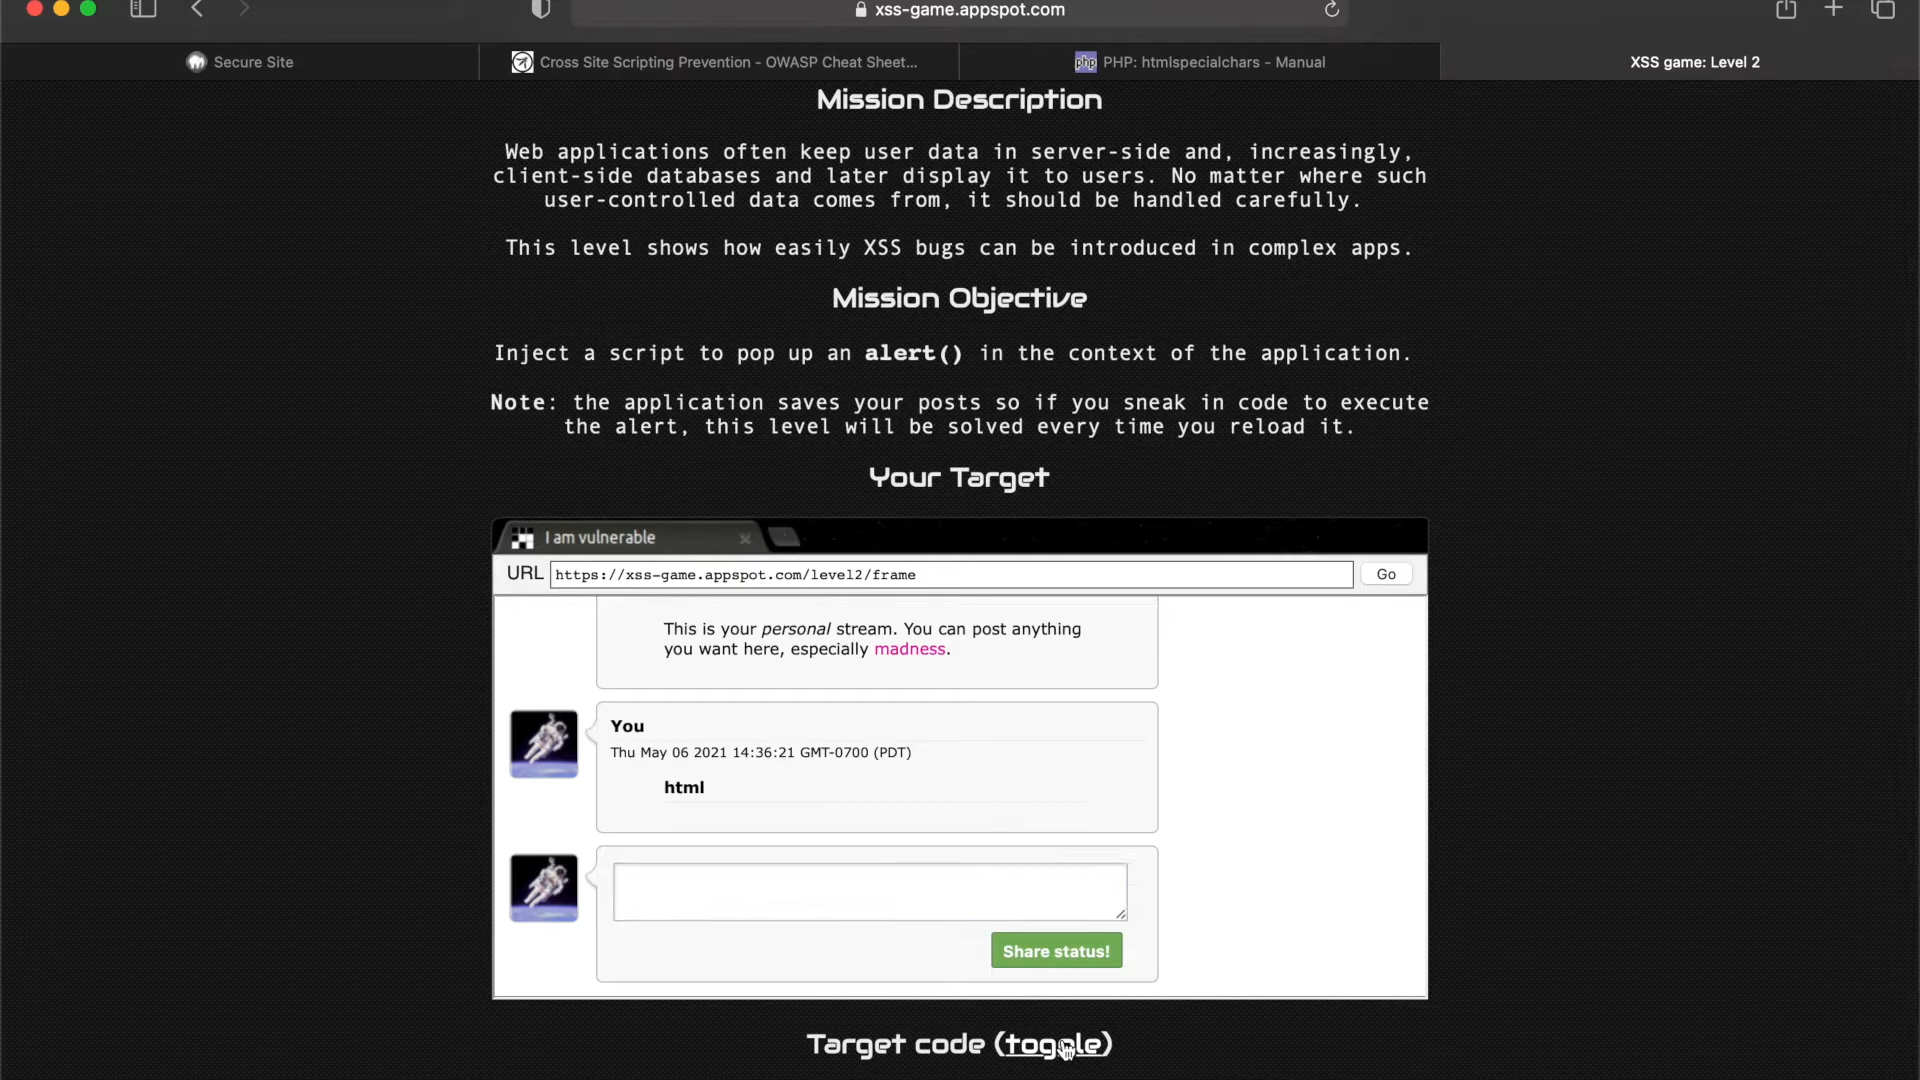 xss-game.appspot.com
Secure Site
Cross Site Scripting Prevention - OWASP Cheat Sheet...
php
PHP: htmlspecialchars - Manual
XSS game: Level 2
Mission Description
Web applications often keep user data in server-side and, increasingly,
client-side databases and later display it to users. No matter where such
user-controlled data comes from, it should be handled carefully.
This level shows how easily XSS bugs can be introduced in complex apps.
Mission Objective
Inject a script to pop up an alert() in the context of the application.
Note: the application saves your posts so if you sneak in code to execute
the alert, this level will be solved every time you reload it.
Your Target
I am vulnerable
URL
https://xss-game.appspot.com/level2/frame
Go
This is your personal stream. You can post anything
you want here, especially madness.
You
Thu May 06 2021 14:36:21 GMT-0700 (PDT)
html
Share status!
Target code (toggle)